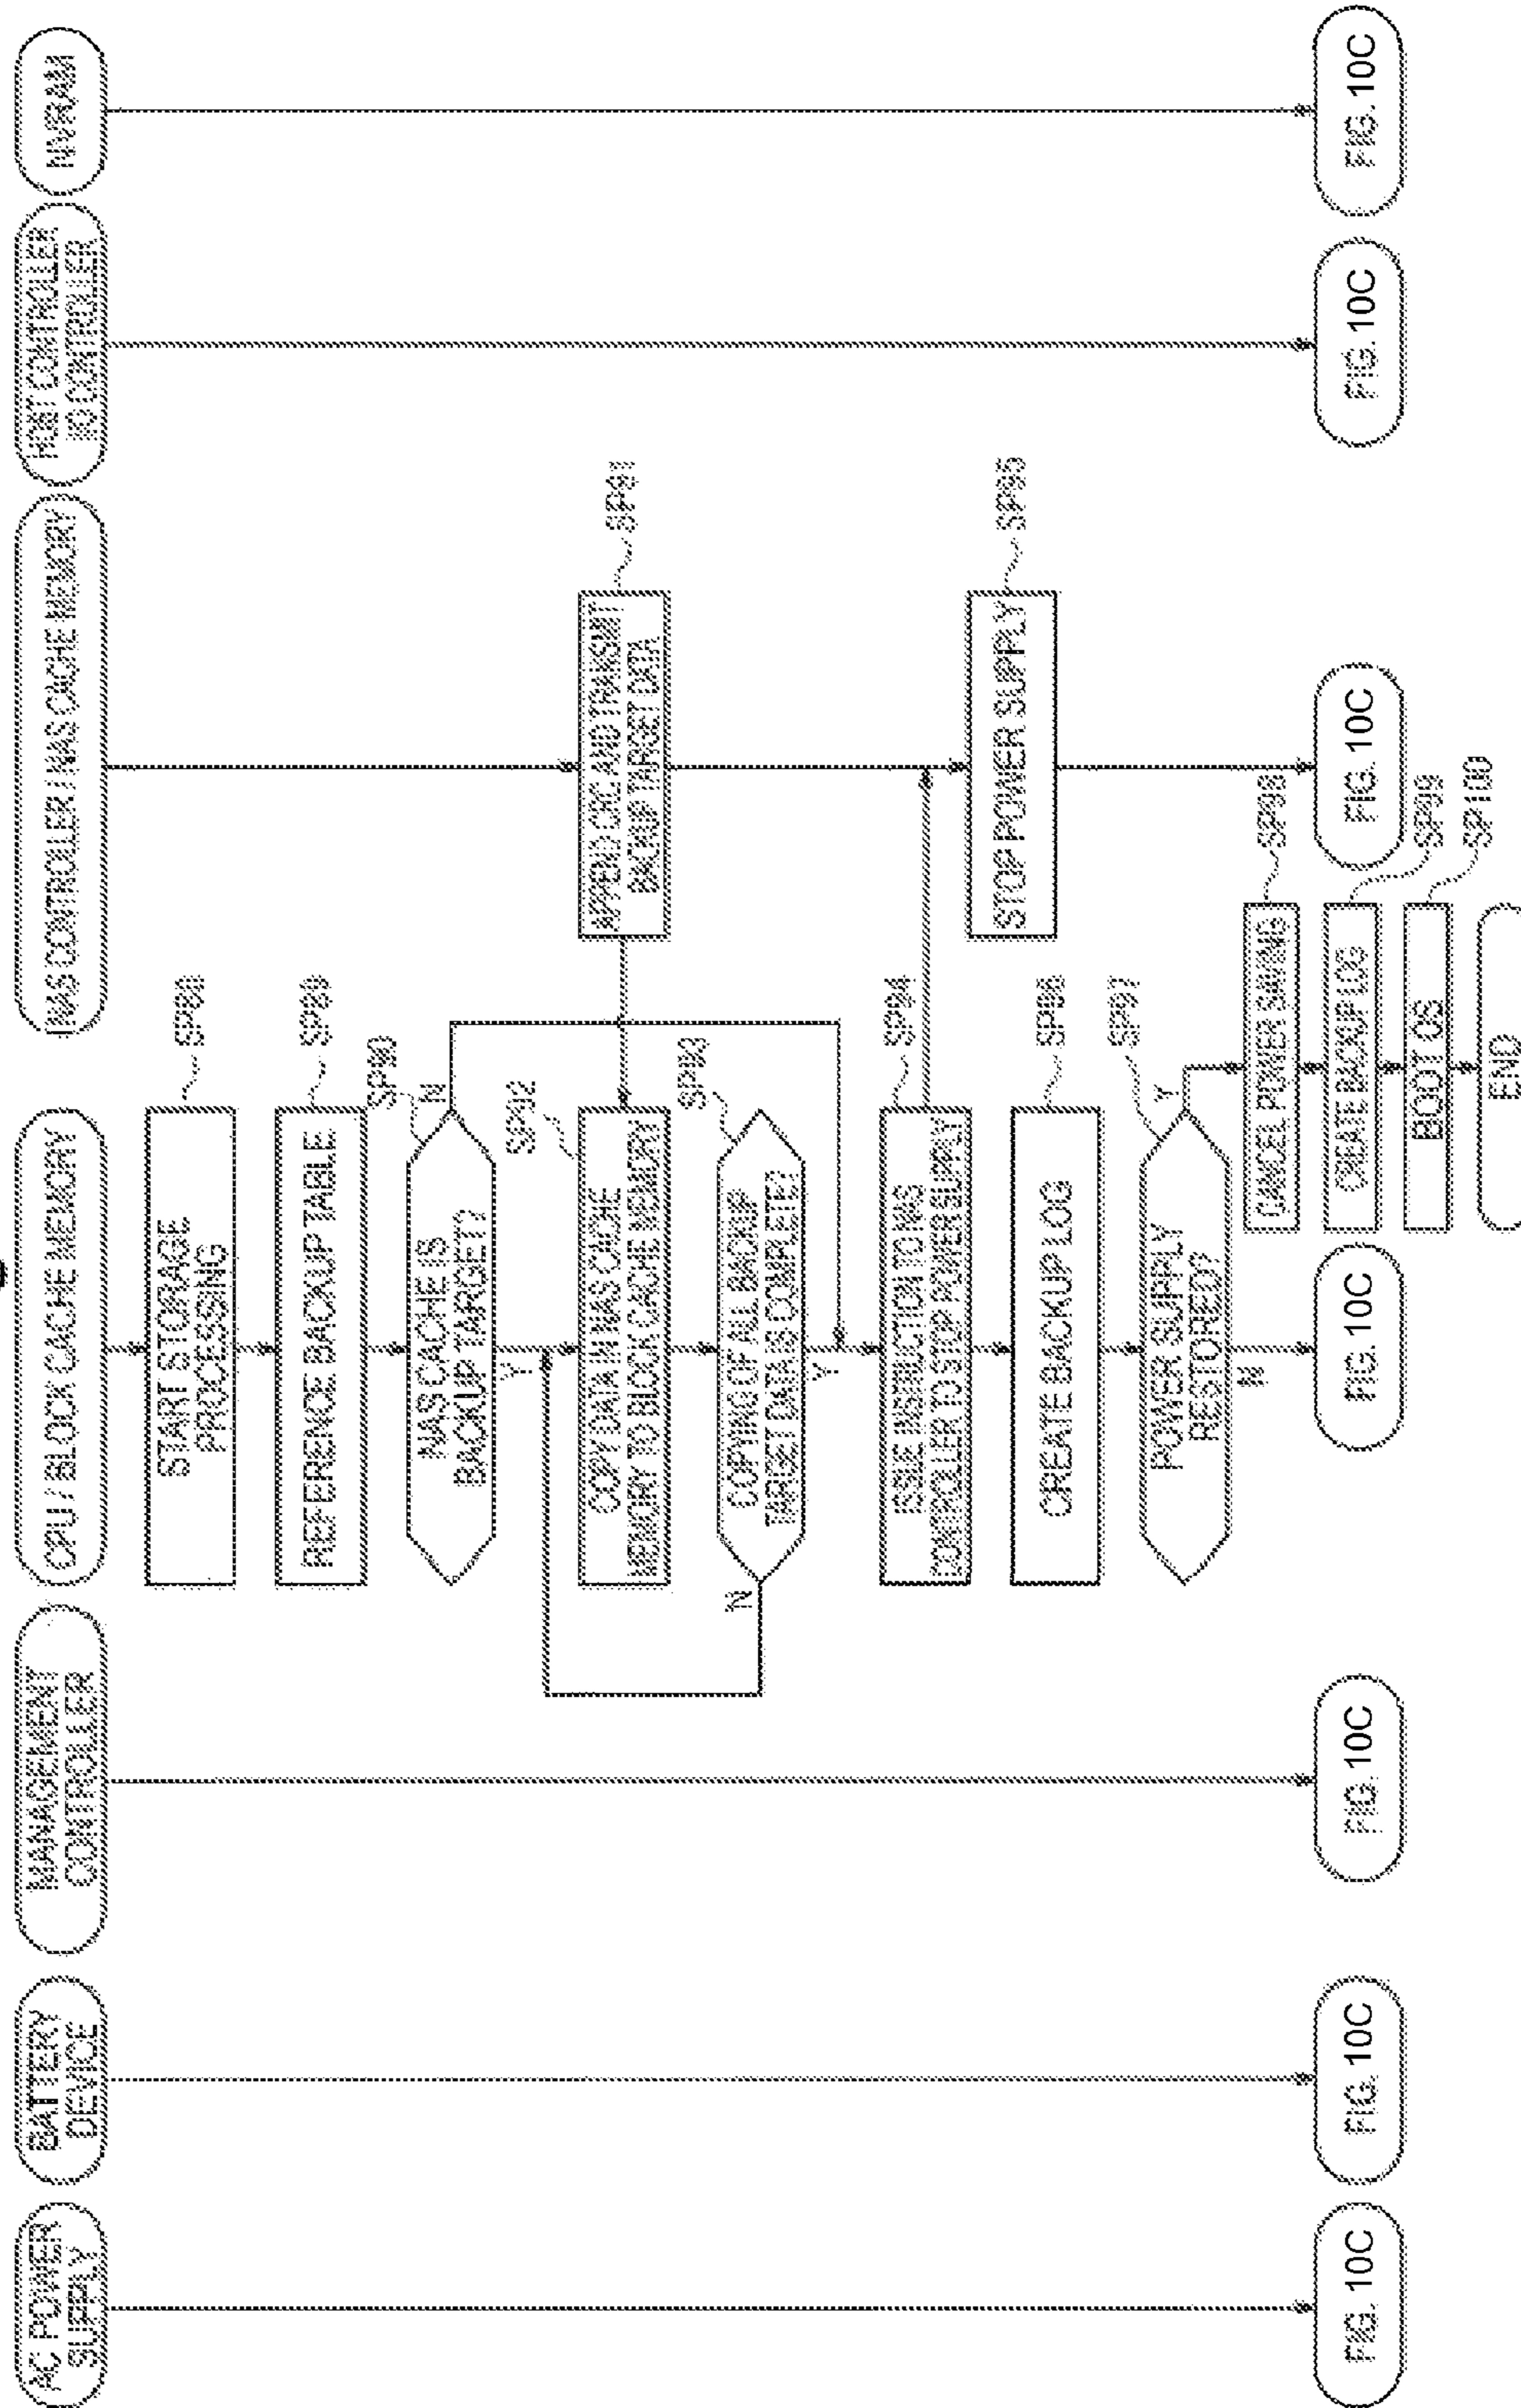 AC POWER
SUPPLY
BATTERY
DEVICE
MANAGEMENT
CONTROLLER
CPU / BLOCK CACHE MEMORY
NAS CONTROLLER / NAS CACHE MEMORY
HOST CONTROLLER
IO CONTROLLER
NVRAM
START STORAGE
PROCESSING
SP88
REFERENCE BACKUP TABLE
SP89
NAS CACHE IS
BACKUP TARGET?
SP90
N
Y
APPEND CRC AND TRANSMIT
BACKUP TARGET DATA
SP91
COPY DATA IN NAS CACHE
MEMORY TO BLOCK CACHE MEMORY
SP92
COPYING OF ALL BACKUP
TARGET DATA IS COMPLETE?
SP93
N
Y
ISSUE INSTRUCTION TO NAS
CONTROLLER TO STOP POWER SUPPLY
SP94
STOP POWER SUPPLY
SP95
CREATE BACKUP LOG
SP96
POWER SUPPLY
RESTORED?
SP97
Y
N
CANCEL POWER SAVING
SP98
CREATE BACKUP LOG
SP99
BOOT OS
SP100
END
FIG. 10C
FIG. 10C
FIG. 10C
FIG. 10C
FIG. 10C
FIG. 10C
FIG. 10C